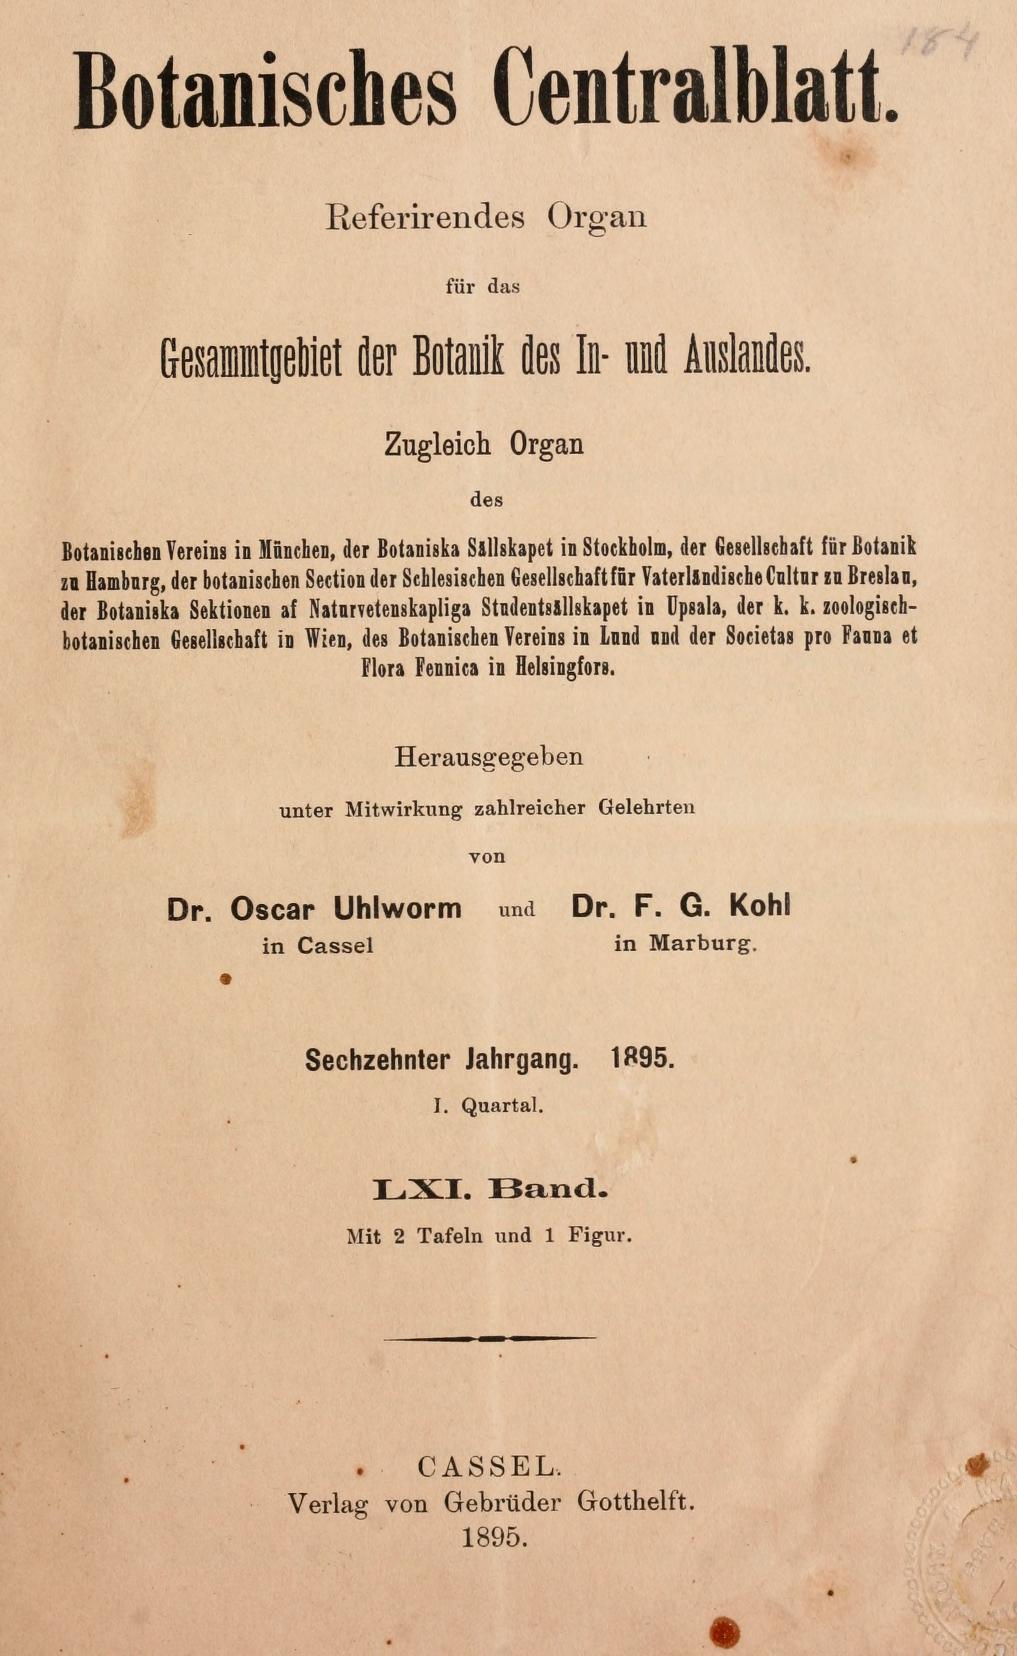 184
Botanisches Centralblatt.
Referirendes Organ
für das
Gesammtgebiet der Botanik des In- und Auslandes.
Zugleich Organ
des
Botanischen Vereins in München, der Botaniska Sällskapet in Stockholm, der Gesellschaft für Botanik
zu Hamburg, der botanischen Section der Schlesischen Gesellschaft für Vaterländische Cultur zu Breslau,
der Botaniska Sektionen af Naturvetenskapliga Studentsällskapet in Upsala, der k. k. zoologisch-
botanischen Gesellschaft in Wien, des Botanischen Vereins in Lund und der Societas pro Fauna et
Flora Fennica in Helsingfors.
Herausgegeben
unter Mitwirkung zahlreicher Gelehrten
von
Dr. Oscar Uhlworm und Dr. F. G. Kohl
in Cassel in Marburg.
Sechzehnter Jahrgang. 1895.
I. Quartal.
LXI. Band.
Mit 2 Tafeln und 1 Figur.
CASSEL.
Verlag von Gebrüder Gotthelft.
1895.